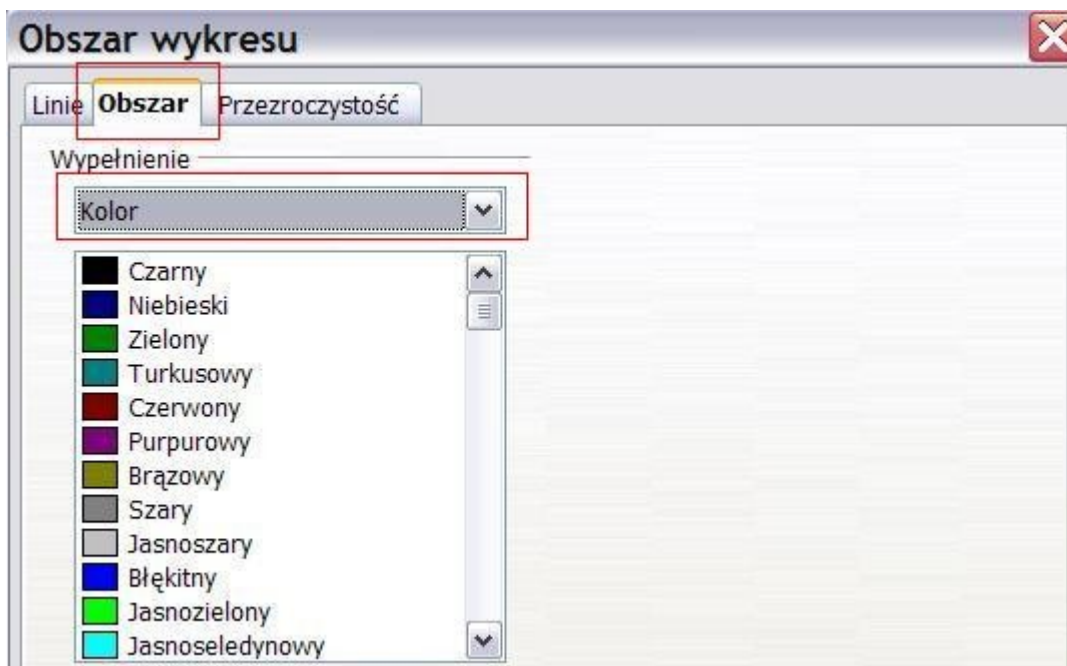 Obszar wykresu
Linie Obszar Przezroczystość
Wypełnienie
Kolor
Czarny
Niebieski
Zielony
Turkusowy
Czerwony
Purpurowy
Brązowy
Szary
Jasnoszary
Błękitny
Jasnozielony
Jasnoseledynowy